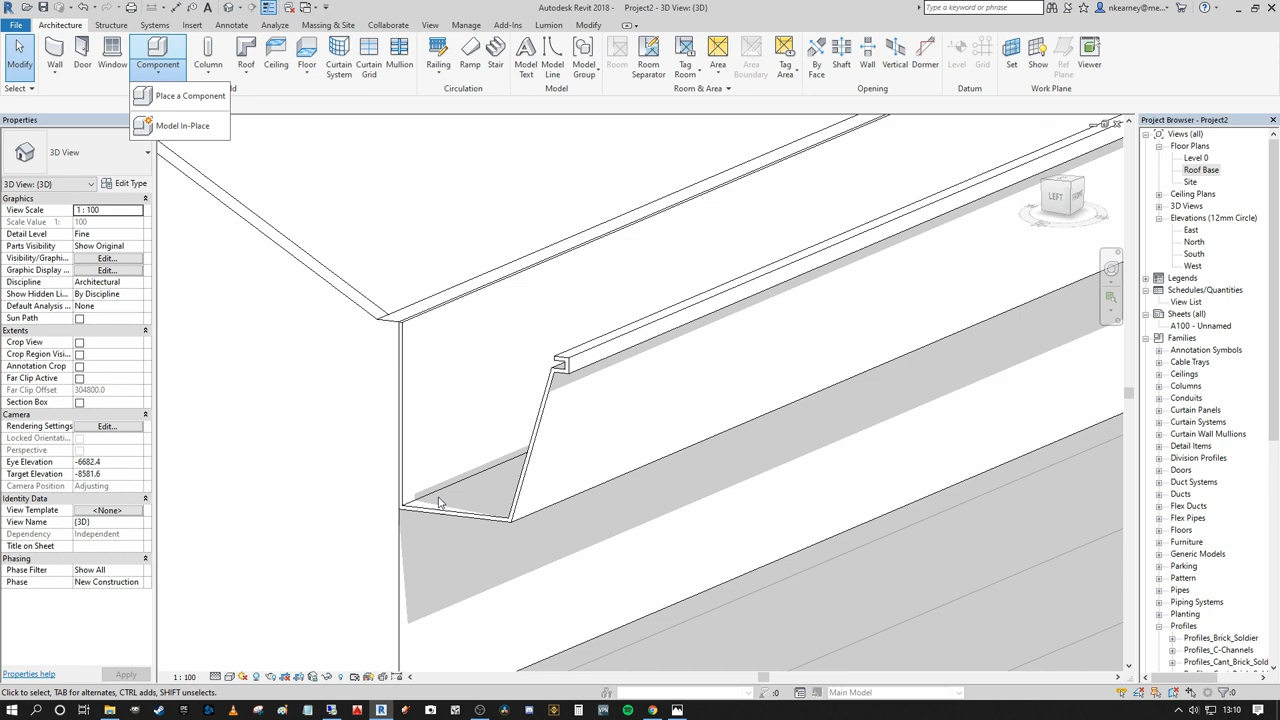 Autodesk Revit 2018 - Project2 - 3D View: {3D}
Type a keyword or phrase
nkearney@me...
File Architecture Structure Systems Insert Annotate Analyze Massing & Site Collaborate View Manage Add-Ins Lumion Modify
Modify
Wall
Door
Window
Component
Column
Roof
Ceiling
Floor
Curtain System
Curtain Grid
Mullion
Railing
Ramp
Stair
Model Text
Model Line
Model Group
Room
Room Separator
Tag Room
Area
Area Boundary
Tag Area
By Face
Shaft
Wall
Vertical
Dormer
Level
Grid
Set
Show
Ref Plane
Viewer
Select
Circulation
Model
Room & Area
Opening
Datum
Work Plane
Place a Component
Model In-Place
Properties
3D View
3D View: {3D}
Edit Type
Graphics
View Scale 1 : 100
Scale Value 1: 100
Detail Level Fine
Parts Visibility Show Original
Visibility/Graphi... Edit...
Graphic Display ... Edit...
Discipline Architectural
Show Hidden Li... By Discipline
Default Analysis ... None
Sun Path
Extents
Crop View
Crop Region Visi...
Annotation Crop
Far Clip Active
Far Clip Offset 304800.0
Section Box
Camera
Rendering Settings Edit...
Locked Orientati...
Perspective
Eye Elevation -6682.4
Target Elevation -8581.6
Camera Position Adjusting
Identity Data
View Template <None>
View Name {3D}
Dependency Independent
Title on Sheet
Phasing
Phase Filter Show All
Phase New Construction
Properties help
Apply
LEFT
FRONT
Project Browser - Project2
Views (all)
Floor Plans
Level 0
Roof Base
Site
Ceiling Plans
3D Views
Elevations (12mm Circle)
East
North
South
West
Legends
Schedules/Quantities
View List
Sheets (all)
A100 - Unnamed
Families
Annotation Symbols
Cable Trays
Ceilings
Columns
Conduits
Curtain Panels
Curtain Systems
Curtain Wall Mullions
Detail Items
Division Profiles
Doors
Duct Systems
Ducts
Flex Ducts
Flex Pipes
Floors
Furniture
Generic Models
Parking
Pattern
Pipes
Piping Systems
Planting
Profiles
Profiles_Brick_Soldier
Profiles_C-Channels
Profiles_Cant_Brick_Sold
1 : 100
Click to select, TAB for alternates, CTRL adds, SHIFT unselects.
:0
Main Model
:0
13:10